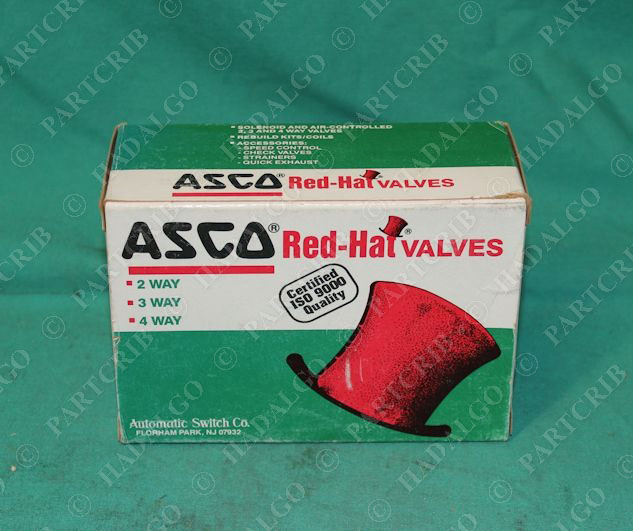 • SOLENOID AND AIR-CONTROLLED
2, 3 AND 4 WAY VALVES
• REBUILD KITS/COILS
• ACCESSORIES:
- SPEED CONTROL
- CHECK VALVES
- STRAINERS
- QUICK EXHAUST
ASCO® Red-Hat VALVES
ASCO® Red-Hat® VALVES
▪ 2 WAY
▪ 3 WAY
▪ 4 WAY
Certified
ISO 9000
Quality
Automatic Switch Co.
FLORHAM PARK, NJ 07932
© PARTCRIB
© HADALGO